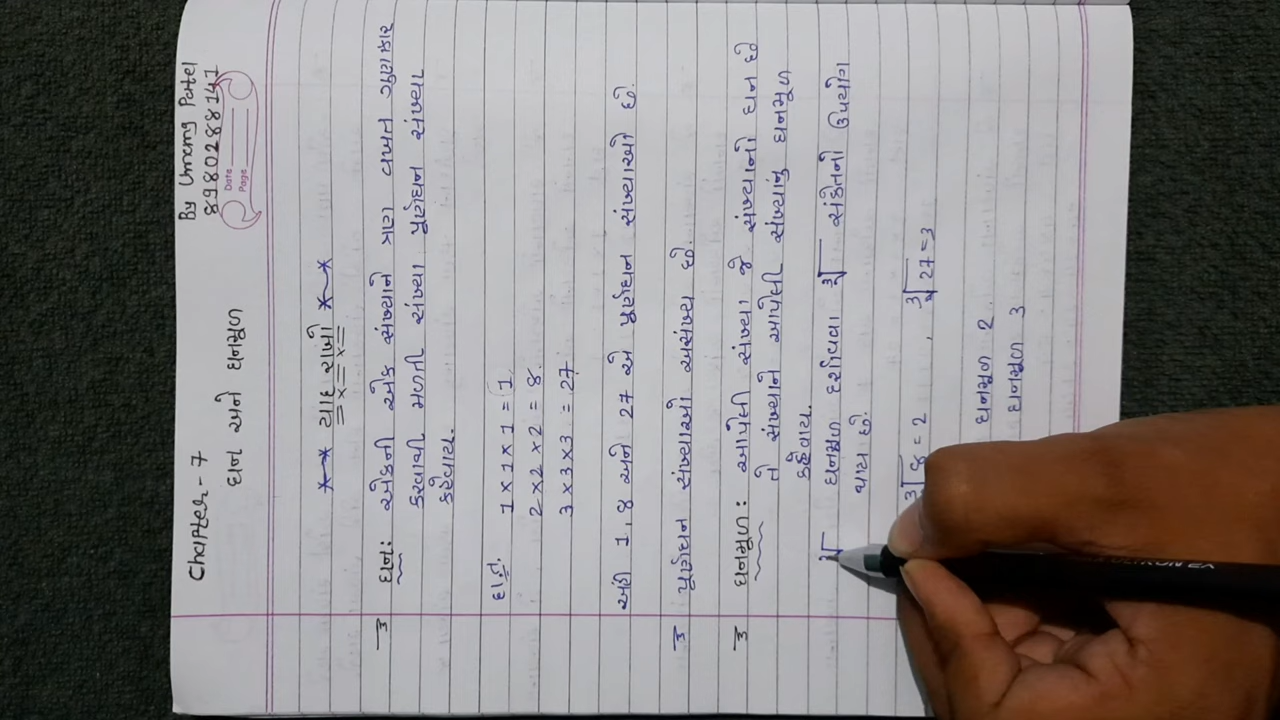 By Umang Patel
8980288141
Date
Page
Chapter - 7
ઘન અને ઘનમૂળ
યાદ રાખો
ઘન: એકની એક સંખ્યાને ત્રણ વખત ગુણાકાર
કરવાથી મળતી સંખ્યા પૂર્ણઘન સંખ્યા
કહેવાય.
દા.ત. 1 × 1 × 1 = 1
2 × 2 × 2 = 8
3 × 3 × 3 = 27
અહીં 1, 8 અને 27 એ પૂર્ણઘન સંખ્યાઓ છે.
પૂર્ણઘન સંખ્યાઓ અસંખ્ય છે.
ઘનમૂળ: આપેલી સંખ્યા જે સંખ્યાનો ઘન છે
તે સંખ્યાને આપેલી સંખ્યાનું ઘનમૂળ
કહેવાય.
∛ ઘનમૂળ દર્શાવવા ∛ સંકેતનો ઉપયોગ
થાય છે.
∛8 = 2 , ∛27 = 3
ઘનમૂળ 2
ઘનમૂળ 3